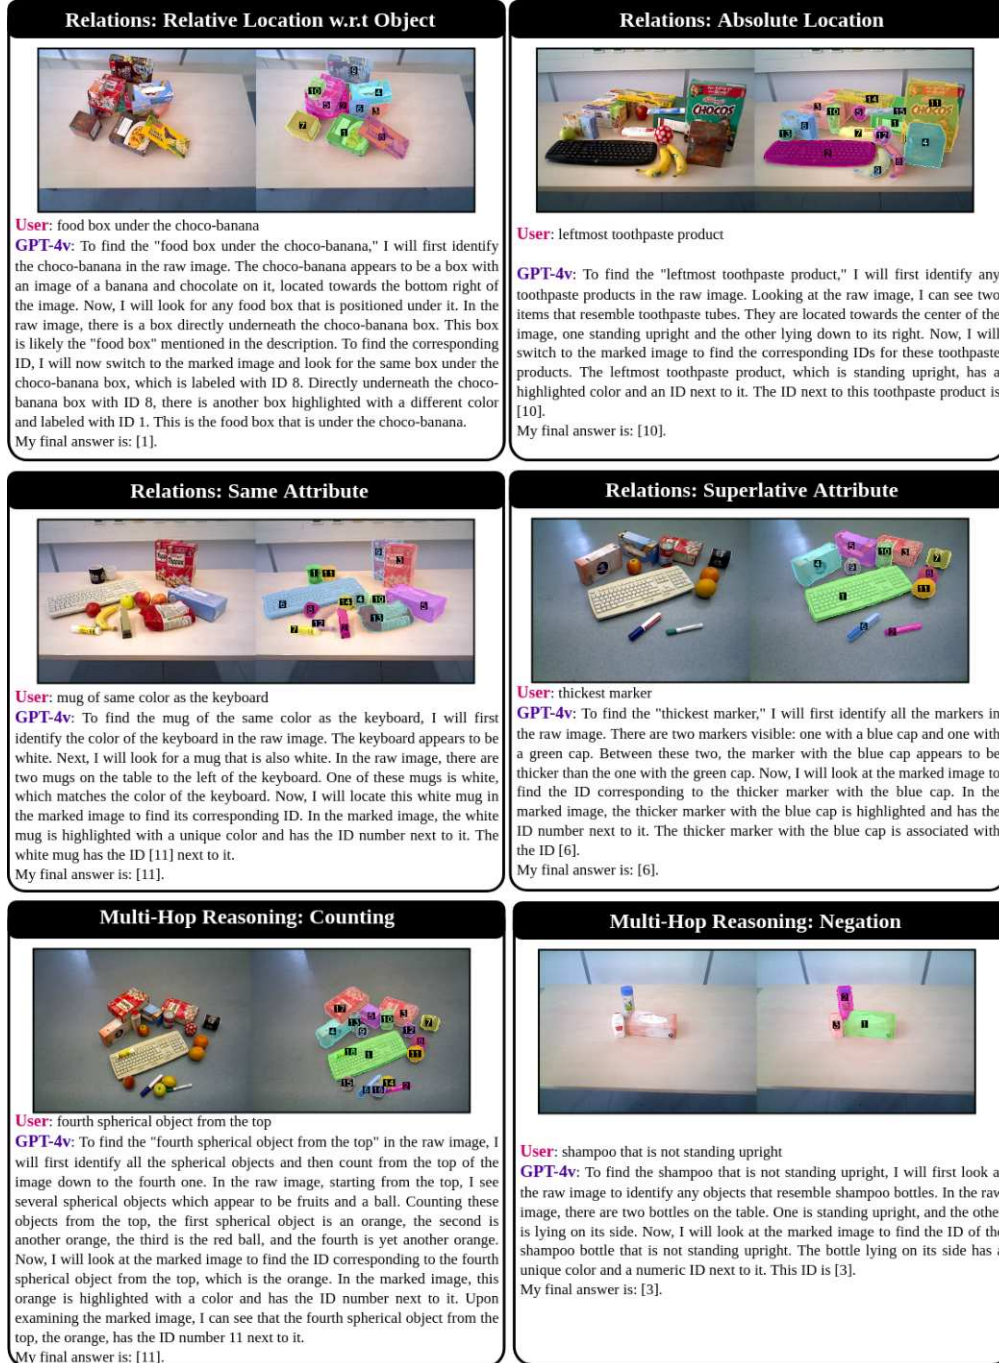 Relations: Relative Location w.r.t Object
User: food box under the choco-banana
GPT-4v: To find the "food box under the choco-banana," I will first identify
the choco-banana in the raw image. The choco-banana appears to be a box with
an image of a banana and chocolate on it, located towards the bottom right of
the image. Now, I will look for any food box that is positioned under it. In the
raw image, there is a box directly underneath the choco-banana box. This box
is likely the "food box" mentioned in the description. To find the corresponding
ID, I will now switch to the marked image and look for the same box under the
choco-banana box, which is labeled with ID 8. Directly underneath the choco-
banana box with ID 8, there is another box highlighted with a different color
and labeled with ID 1. This is the food box that is under the choco-banana.
My final answer is: [1].
Relations: Absolute Location
CHOCOS
User: leftmost toothpaste product
GPT-4v: To find the "leftmost toothpaste product," I will first identify any
toothpaste products in the raw image. Looking at the raw image, I can see two
items that resemble toothpaste tubes. They are located towards the center of the
image, one standing upright and the other lying down to its right. Now, I will
switch to the marked image to find the corresponding IDs for these toothpaste
products. The leftmost toothpaste product, which is standing upright, has a
highlighted color and an ID next to it. The ID next to this toothpaste product is
[10].
My final answer is: [10].
Relations: Same Attribute
User: mug of same color as the keyboard
GPT-4v: To find the mug of the same color as the keyboard, I will first
identify the color of the keyboard in the raw image. The keyboard appears to be
white. Next, I will look for a mug that is also white. In the raw image, there are
two mugs on the table to the left of the keyboard. One of these mugs is white,
which matches the color of the keyboard. Now, I will locate this white mug in
the marked image to find its corresponding ID. In the marked image, the white
mug is highlighted with a unique color and has the ID number next to it. The
white mug has the ID [11] next to it.
My final answer is: [11].
Relations: Superlative Attribute
User: thickest marker
GPT-4v: To find the "thickest marker," I will first identify all the markers in
the raw image. There are two markers visible: one with a blue cap and one with
a green cap. Between these two, the marker with the blue cap appears to be
thicker than the one with the green cap. Now, I will look at the marked image to
find the ID corresponding to the thicker marker with the blue cap. In the
marked image, the thicker marker with the blue cap is highlighted and has the
ID number next to it. The thicker marker with the blue cap is associated with
the ID [6].
My final answer is: [6].
Multi-Hop Reasoning: Counting
User: fourth spherical object from the top
GPT-4v: To find the "fourth spherical object from the top" in the raw image, I
will first identify all the spherical objects and then count from the top of the
image down to the fourth one. In the raw image, starting from the top, I see
several spherical objects which appear to be fruits and a ball. Counting these
objects from the top, the first spherical object is an orange, the second is
another orange, the third is the red ball, and the fourth is yet another orange.
Now, I will look at the marked image to find the ID corresponding to the fourth
spherical object from the top, which is the orange. In the marked image, this
orange is highlighted with a color and has the ID number next to it. Upon
examining the marked image, I can see that the fourth spherical object from the
top, the orange, has the ID number 11 next to it.
My final answer is: [11].
Multi-Hop Reasoning: Negation
User: shampoo that is not standing upright
GPT-4v: To find the shampoo that is not standing upright, I will first look a
the raw image to identify any objects that resemble shampoo bottles. In the raw
image, there are two bottles on the table. One is standing upright, and the othe
is lying on its side. Now, I will look at the marked image to find the ID of the
shampoo bottle that is not standing upright. The bottle lying on its side has a
unique color and a numeric ID next to it. This ID is [3].
My final answer is: [3].